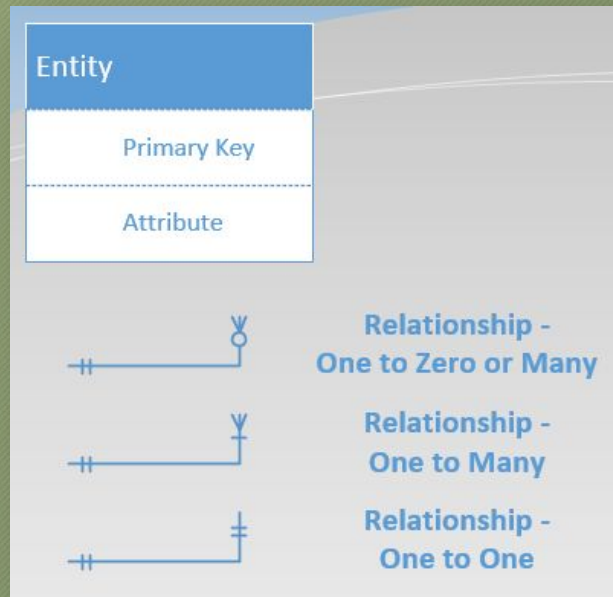 Entity
Primary Key
Attribute
Relationship -
One to Zero or Many
Relationship -
One to Many
Relationship -
One to One